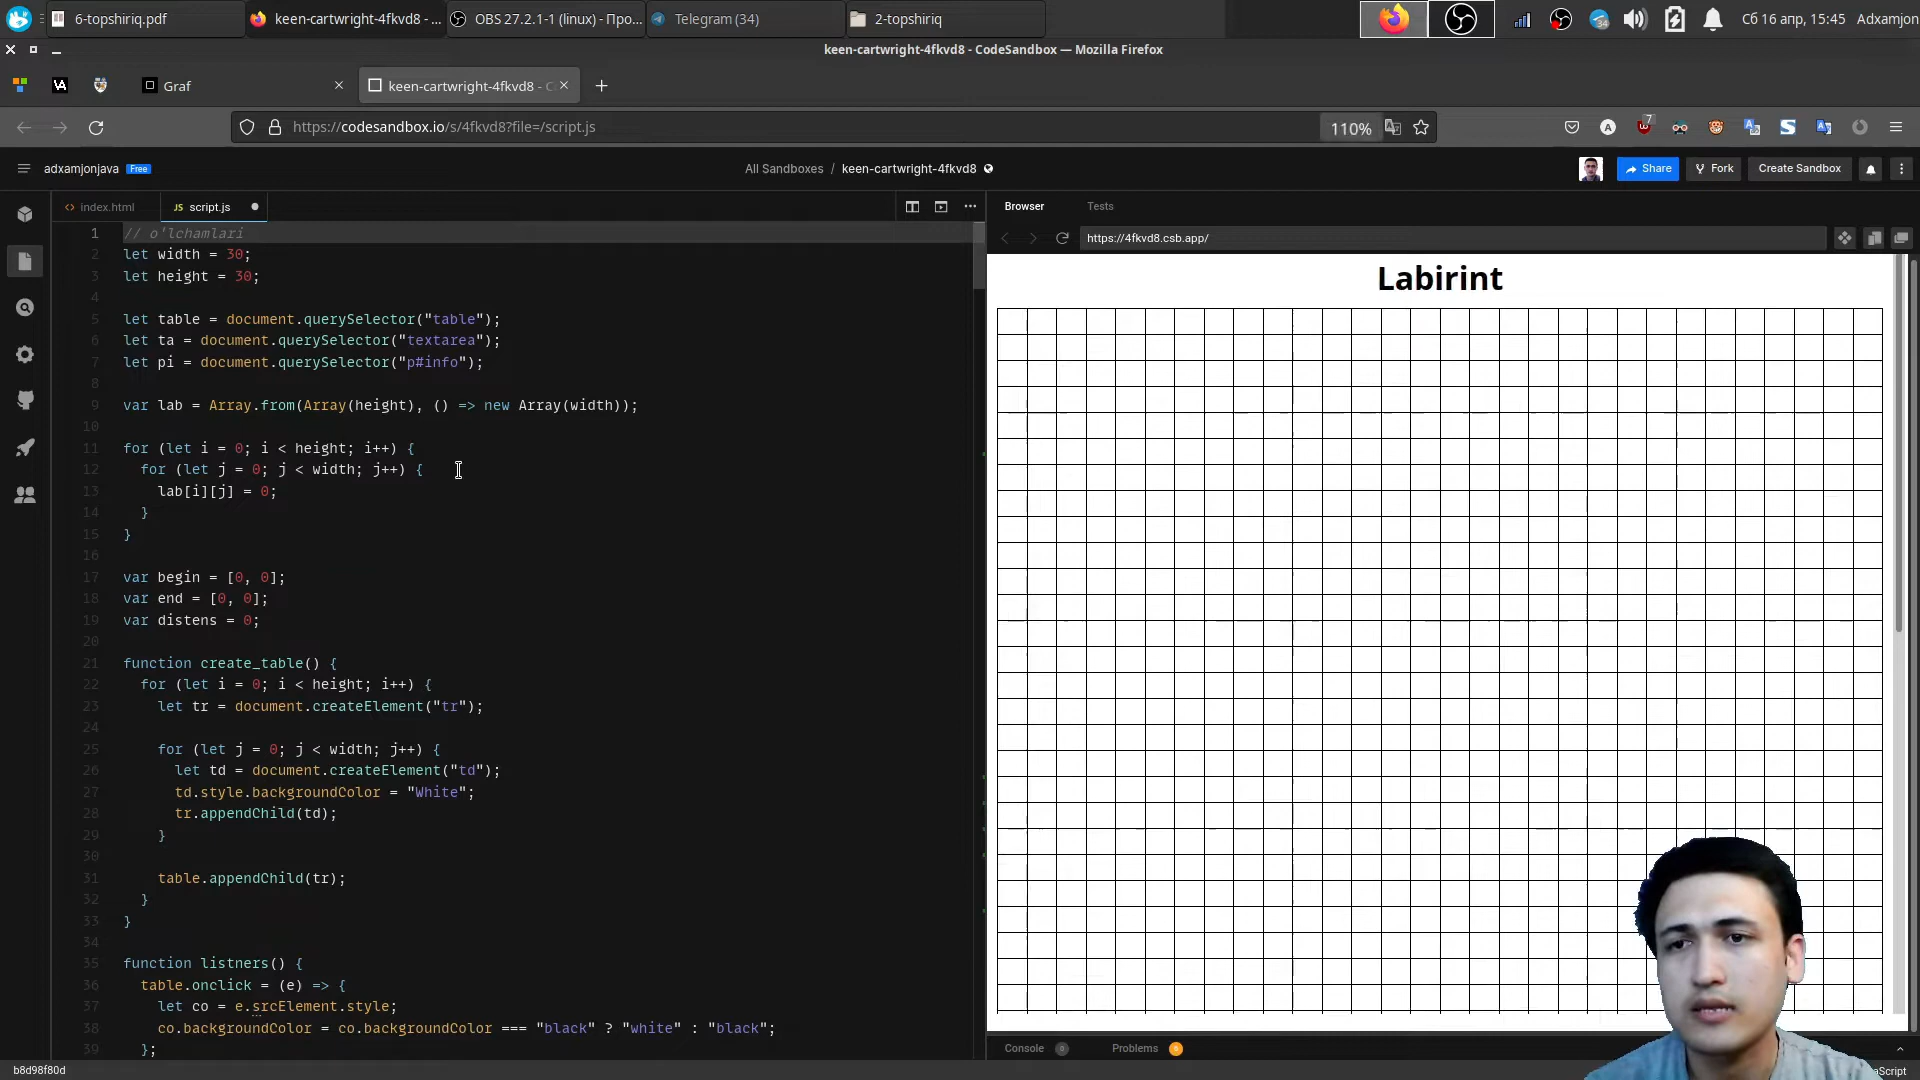 6-topshiriq.pdf
keen-cartwright-4fkvd8 - ...
OBS 27.2.1-1 (linux) - Про...
Telegram (34)
2-topshiriq
34
Сб 16 апр, 15:45
Adxamjon
keen-cartwright-4fkvd8 - CodeSandbox — Mozilla Firefox
VA
Graf
keen-cartwright-4fkvd8 - C
https://codesandbox.io/s/4fkvd8?file=/script.js
110%
A
7
S
adxamjonjava
Free
All Sandboxes / keen-cartwright-4fkvd8
Share
Fork
Create Sandbox
<> index.html
JS script.js
Browser
Tests
https://4fkvd8.csb.app/
1 // o'lchamlari
2 let width = 30;
3 let height = 30;
4
5 let table = document.querySelector("table");
6 let ta = document.querySelector("textarea");
7 let pi = document.querySelector("p#info");
8
9 var lab = Array.from(Array(height), () => new Array(width));
10
11 for (let i = 0; i < height; i++) {
12 for (let j = 0; j < width; j++) {
13 lab[i][j] = 0;
14 }
15 }
16
17 var begin = [0, 0];
18 var end = [0, 0];
19 var distens = 0;
20
21 function create_table() {
22 for (let i = 0; i < height; i++) {
23 let tr = document.createElement("tr");
24
25 for (let j = 0; j < width; j++) {
26 let td = document.createElement("td");
27 td.style.backgroundColor = "White";
28 tr.appendChild(td);
29 }
30
31 table.appendChild(tr);
32 }
33 }
34
35 function listners() {
36 table.onclick = (e) => {
37 let co = e.srcElement.style;
38 co.backgroundColor = co.backgroundColor === "black" ? "white" : "black";
39 };
Labirint
Console 0
Problems 0
b8d98f80d
aScript